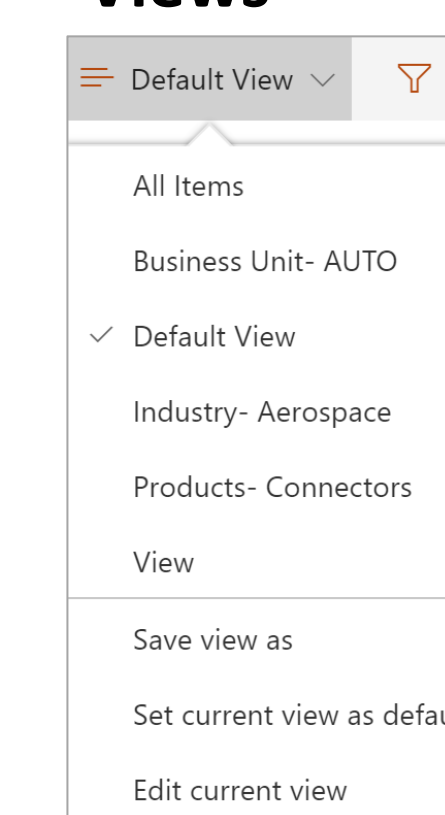 Views
Default View
All Items
Business Unit- AUTO
Default View
Industry- Aerospace
Products- Connectors
View
Save view as
Set current view as defau
Edit current view